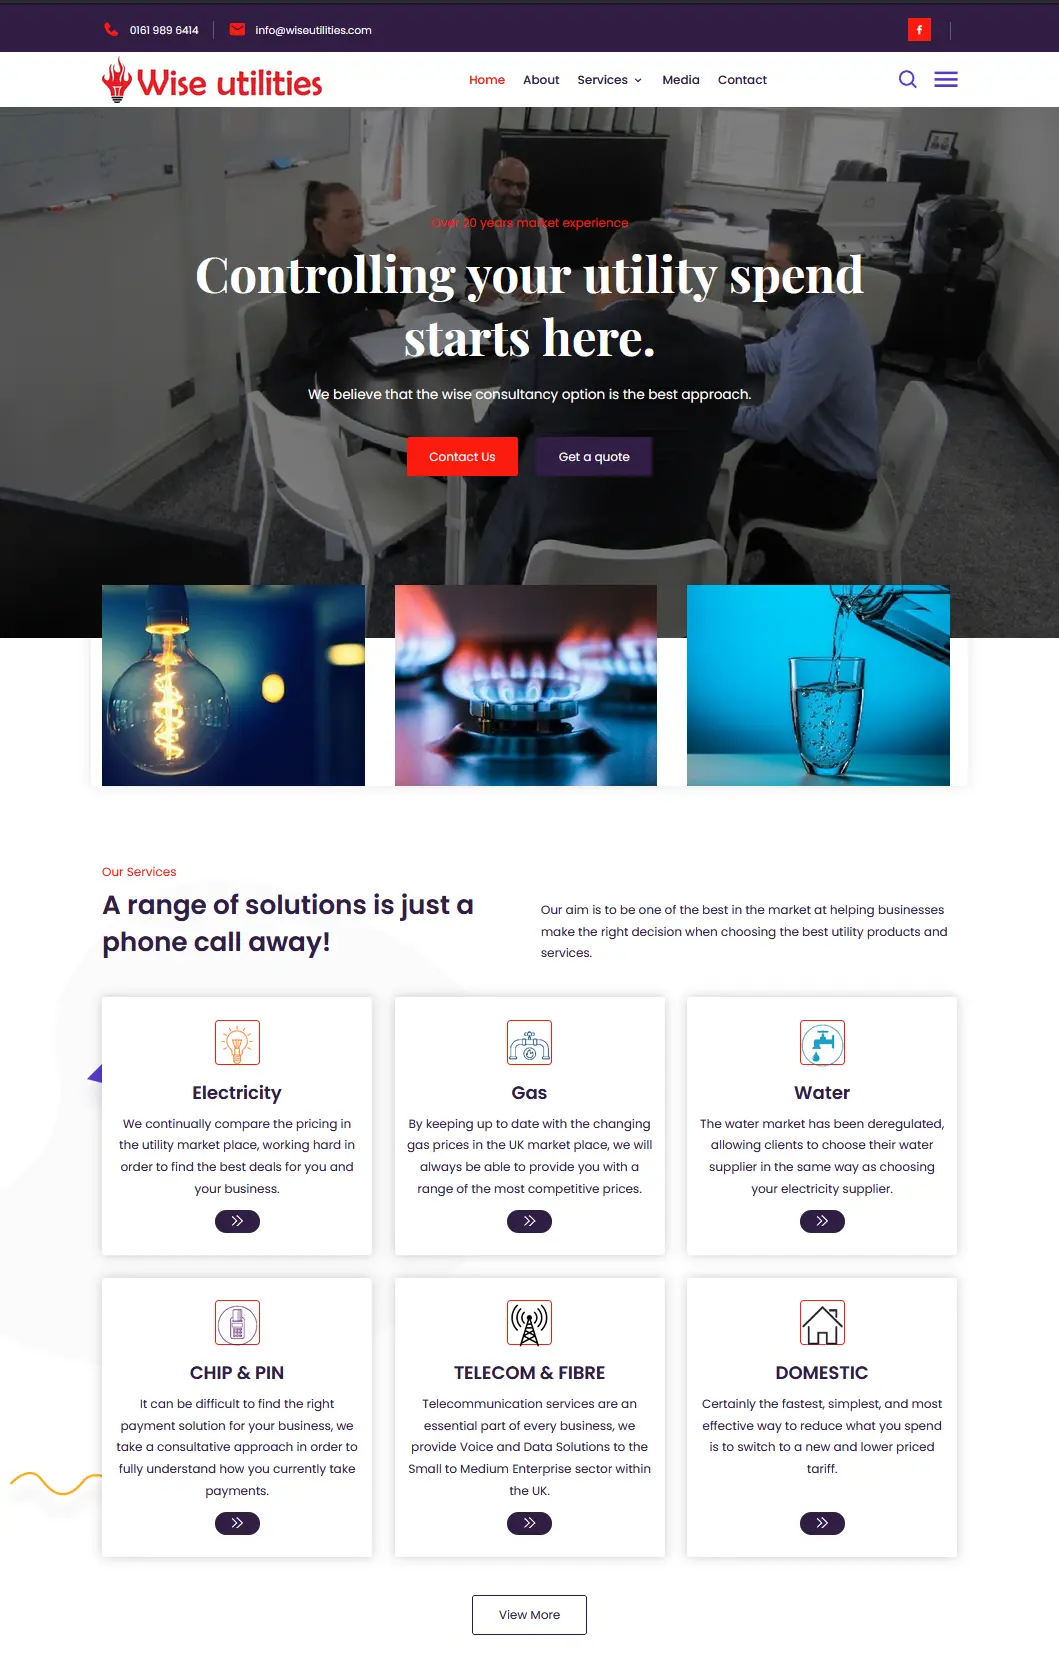 0161 989 6414
info@wiseutilities.com
Wise utilities
Home
About
Services
Media
Contact
Over 20 years market experience
Controlling your utility spend
starts here.
We believe that the wise consultancy option is the best approach.
Contact Us
Get a quote
Our Services
A range of solutions is just a
phone call away!
Our aim is to be one of the best in the market at helping businesses
make the right decision when choosing the best utility products and
services.
Electricity
We continually compare the pricing in
the utility market place, working hard in
order to find the best deals for you and
your business.
Gas
By keeping up to date with the changing
gas prices in the UK market place, we will
always be able to provide you with a
range of the most competitive prices.
Water
The water market has been deregulated,
allowing clients to choose their water
supplier in the same way as choosing
your electricity supplier.
CHIP & PIN
It can be difficult to find the right
payment solution for your business, we
take a consultative approach in order to
fully understand how you currently take
payments.
TELECOM & FIBRE
Telecommunication services are an
essential part of every business, we
provide Voice and Data Solutions to the
Small to Medium Enterprise sector within
the UK.
DOMESTIC
Certainly the fastest, simplest, and most
effective way to reduce what you spend
is to switch to a new and lower priced
tariff.
View More